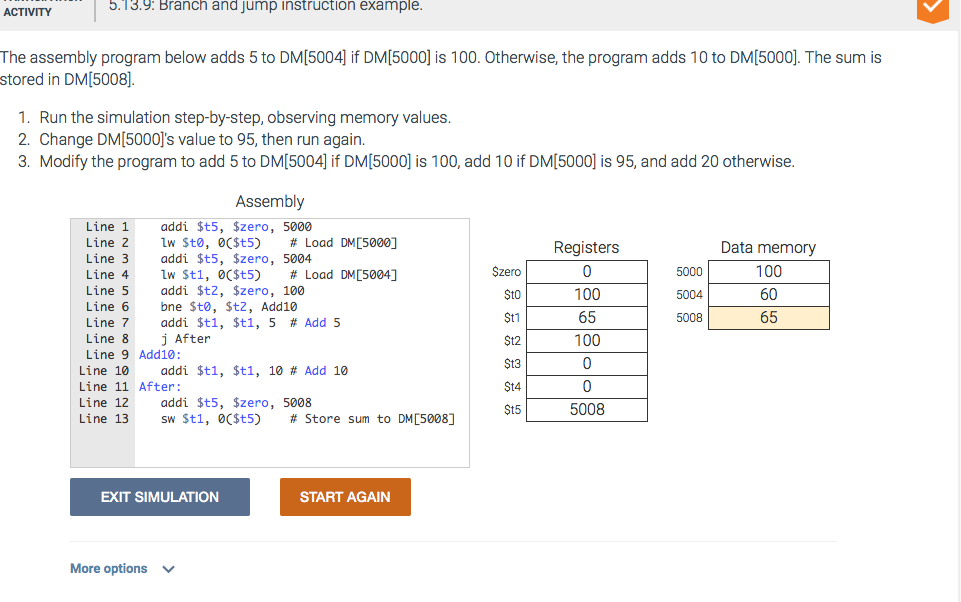 ACTIVITY
5.13.9: Branch and jump instruction example.
The assembly program below adds 5 to DM[5004] if DM[5000] is 100. Otherwise, the program adds 10 to DM[5000]. The sum is
stored in DM[5008].
1. Run the simulation step-by-step, observing memory values.
2. Change DM[5000]'s value to 95, then run again.
3. Modify the program to add 5 to DM[5004] if DM[5000] is 100, add 10 if DM[5000] is 95, and add 20 otherwise.
Assembly
Line 1 addi $t5, $zero, 5000
Line 2 lw $t0, 0($t5) # Load DM[5000]
Line 3 addi $t5, $zero, 5004
Line 4 lw $t1, 0($t5) # Load DM[5004]
Line 5 addi $t2, $zero, 100
Line 6 bne $t0, $t2, Add10
Line 7 addi $t1, $t1, 5 # Add 5
Line 8 j After
Line 9 Add10:
Line 10 addi $t1, $t1, 10 # Add 10
Line 11 After:
Line 12 addi $t5, $zero, 5008
Line 13 sw $t1, 0($t5) # Store sum to DM[5008]
Registers
$zero 0
$t0 100
$t1 65
$t2 100
$t3 0
$t4 0
$t5 5008
Data memory
5000 100
5004 60
5008 65
EXIT SIMULATION
START AGAIN
More options